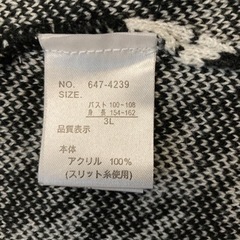 NO. 647-4239
SIZE.
バスト 100-108
身長 154-162
3L
品質表示
本体
アクリル 100%
(スリット糸使用)